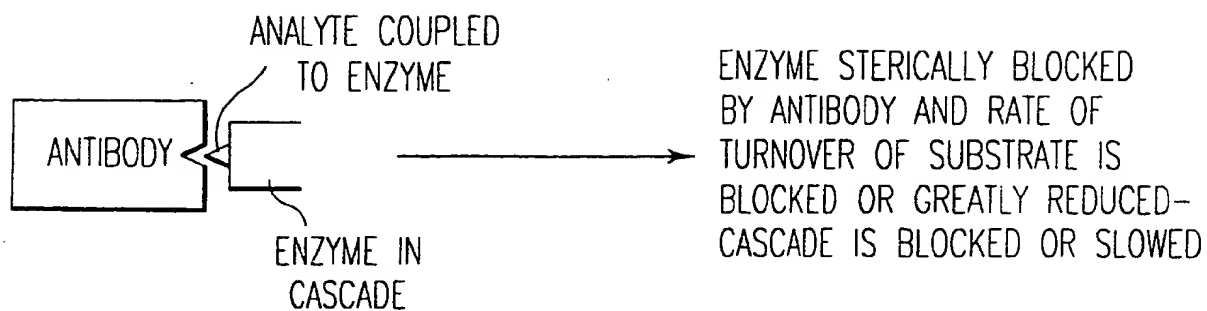 ANALYTE COUPLED
TO ENZYME
ANTIBODY
ENZYME IN
CASCADE
ENZYME STERICALLY BLOCKED
BY ANTIBODY AND RATE OF
TURNOVER OF SUBSTRATE IS
BLOCKED OR GREATLY REDUCED-
CASCADE IS BLOCKED OR SLOWED